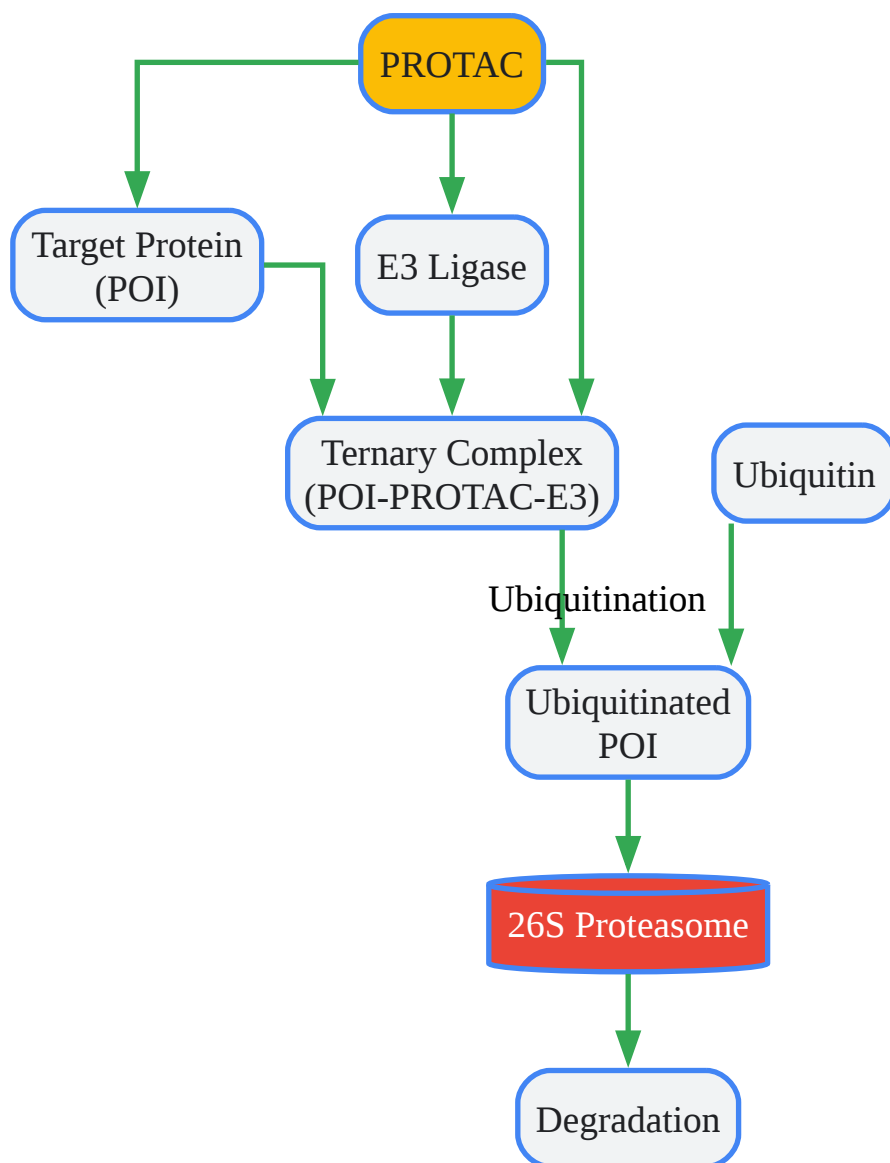 PROTAC
Target Protein
(POI)
E3 Ligase
Ternary Complex
(POI-PROTAC-E3)
Ubiquitin
Ubiquitination
Ubiquitinated
POI
26S Proteasome
Degradation